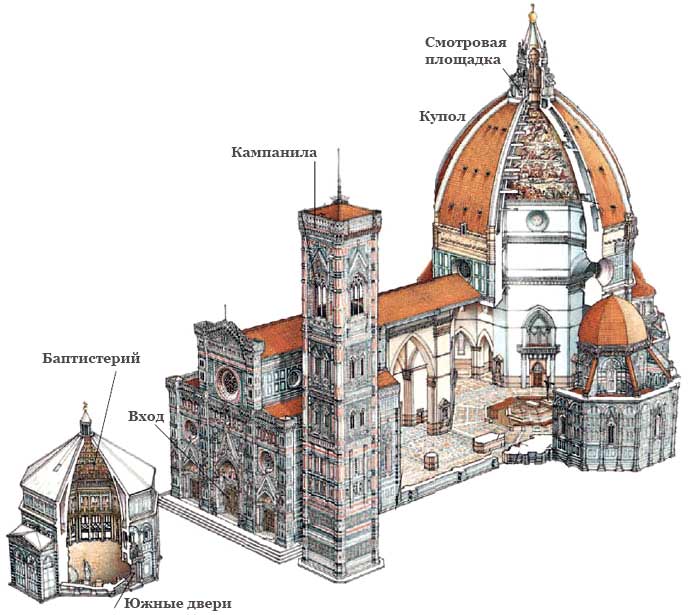 Смотровая
площадка
Купол
Кампанила
Баптистерий
Вход
Южные двери